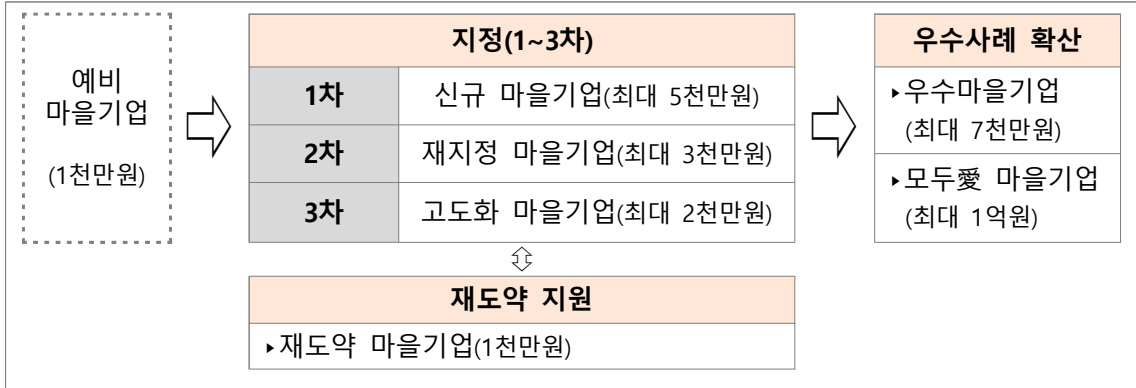 예비
마을기업
(1천만원)
지정(1~3차)
1차 신규 마을기업(최대 5천만원)
2차 재지정 마을기업(최대 3천만원)
3차 고도화 마을기업(최대 2천만원)
우수사례 확산
▸우수마을기업
(최대 7천만원)
▸모두愛 마을기업
(최대 1억원)
재도약 지원
▸재도약 마을기업(1천만원)